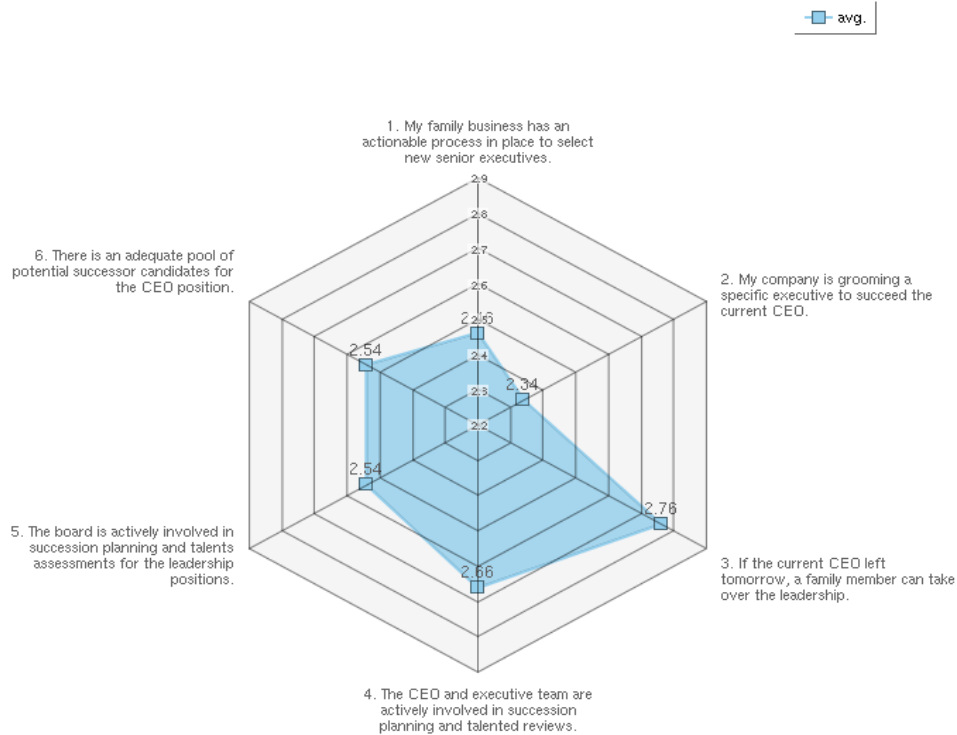 avg.
1. My family business has an
actionable process in place to select
new senior executives.
2.9
2.8
2.7
2.6
2.5
2.4
2.3
2.2
2.34
2.76
2.66
2.54
2.54
2. My company is grooming a
specific executive to succeed the
current CEO.
3. If the current CEO left
tomorrow, a family member can take
over the leadership.
4. The CEO and executive team are
actively involved in succession
planning and talented reviews.
5. The board is actively involved in
succession planning and talents
assessments for the leadership
positions.
6. There is an adequate pool of
potential successor candidates for
the CEO position.